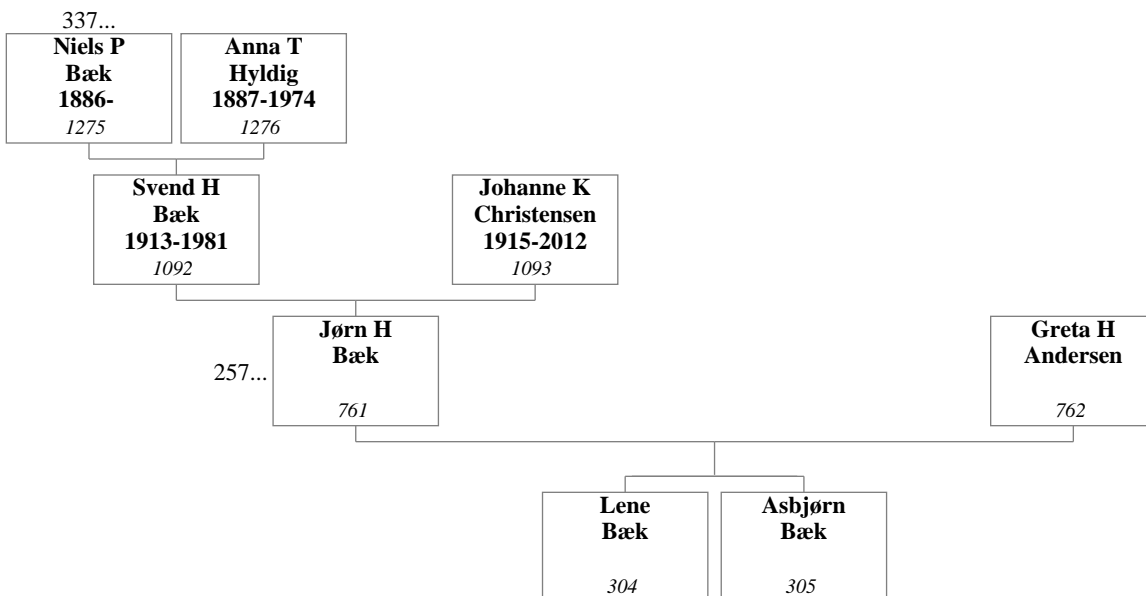 337...
Niels P
Bæk
1886-
1275
Anna T
Hyldig
1887-1974
1276
Svend H
Bæk
1913-1981
1092
Johanne K
Christensen
1915-2012
1093
257...
Jørn H
Bæk
761
Greta H
Andersen
762
Lene
Bæk
304
Asbjørn
Bæk
305